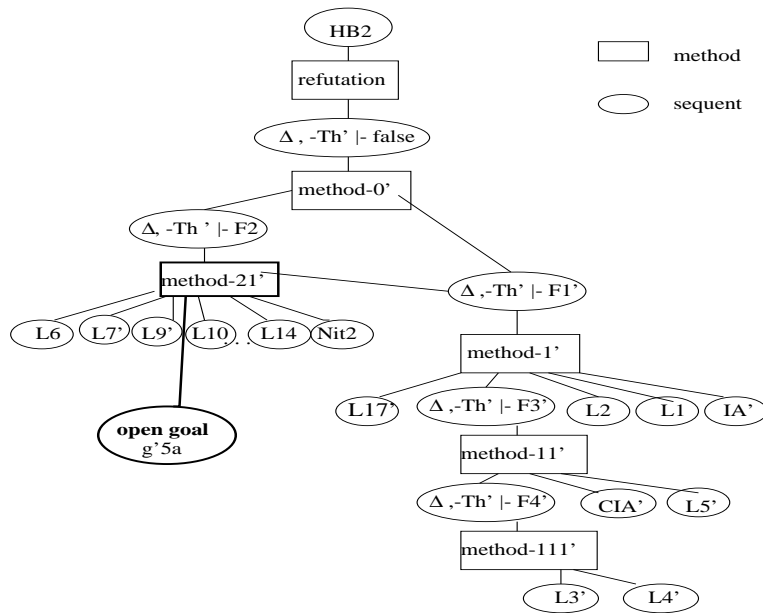 HB2
method
refutation
sequent
Δ , -Th' |- false
method-0'
Δ, -Th ' |- F2
method-21'
Δ ,-Th' |- F1'
L6
L7'
L9'
L10
. . .
L14
Nit2
method-1'
L17'
Δ ,-Th' |- F3'
L2
L1
IA'
open goal
g'5a
method-11'
Δ ,-Th' |- F4'
CIA'
L5'
method-111'
L3'
L4'